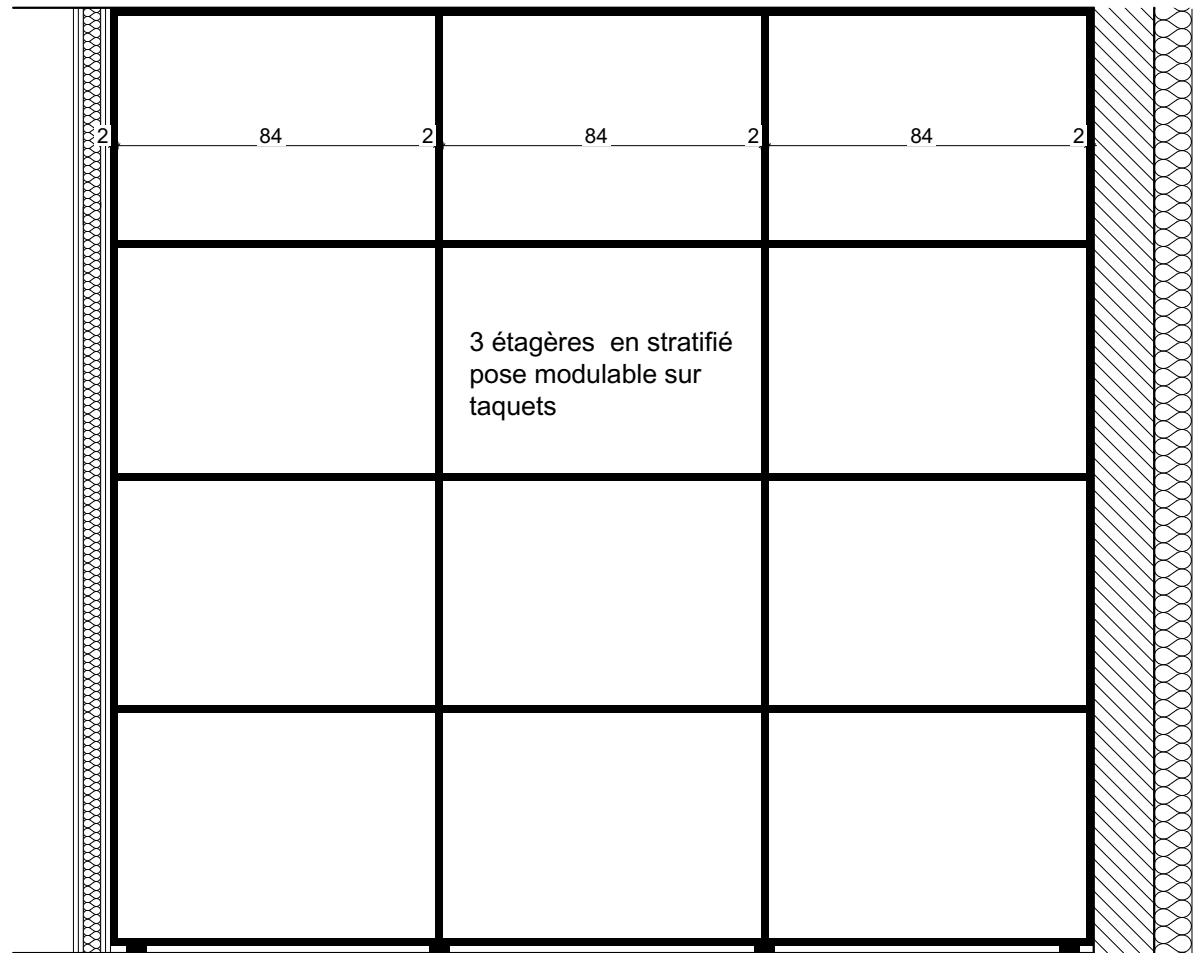 2 84 2 84 2 84 2
3 étagères en stratifié
pose modulable sur
taquets